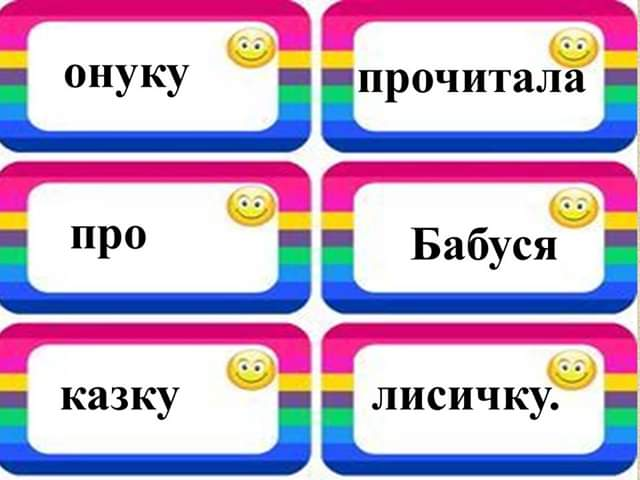 онуку
прочитала
про
Бабуся
казку
лисичку.